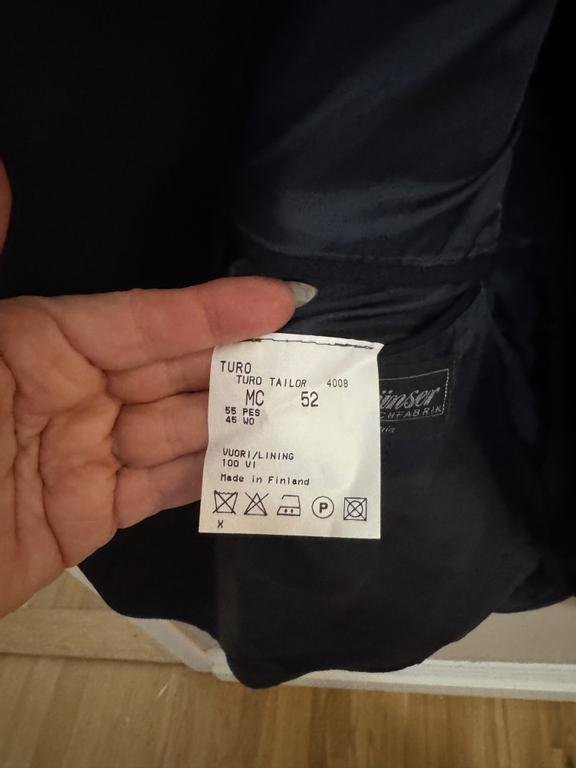 TURO
TURO TAILOR 4008
MC 52
55 PES
45 WO
VUORI/LINING
100 VI
Made in Finland
P
X